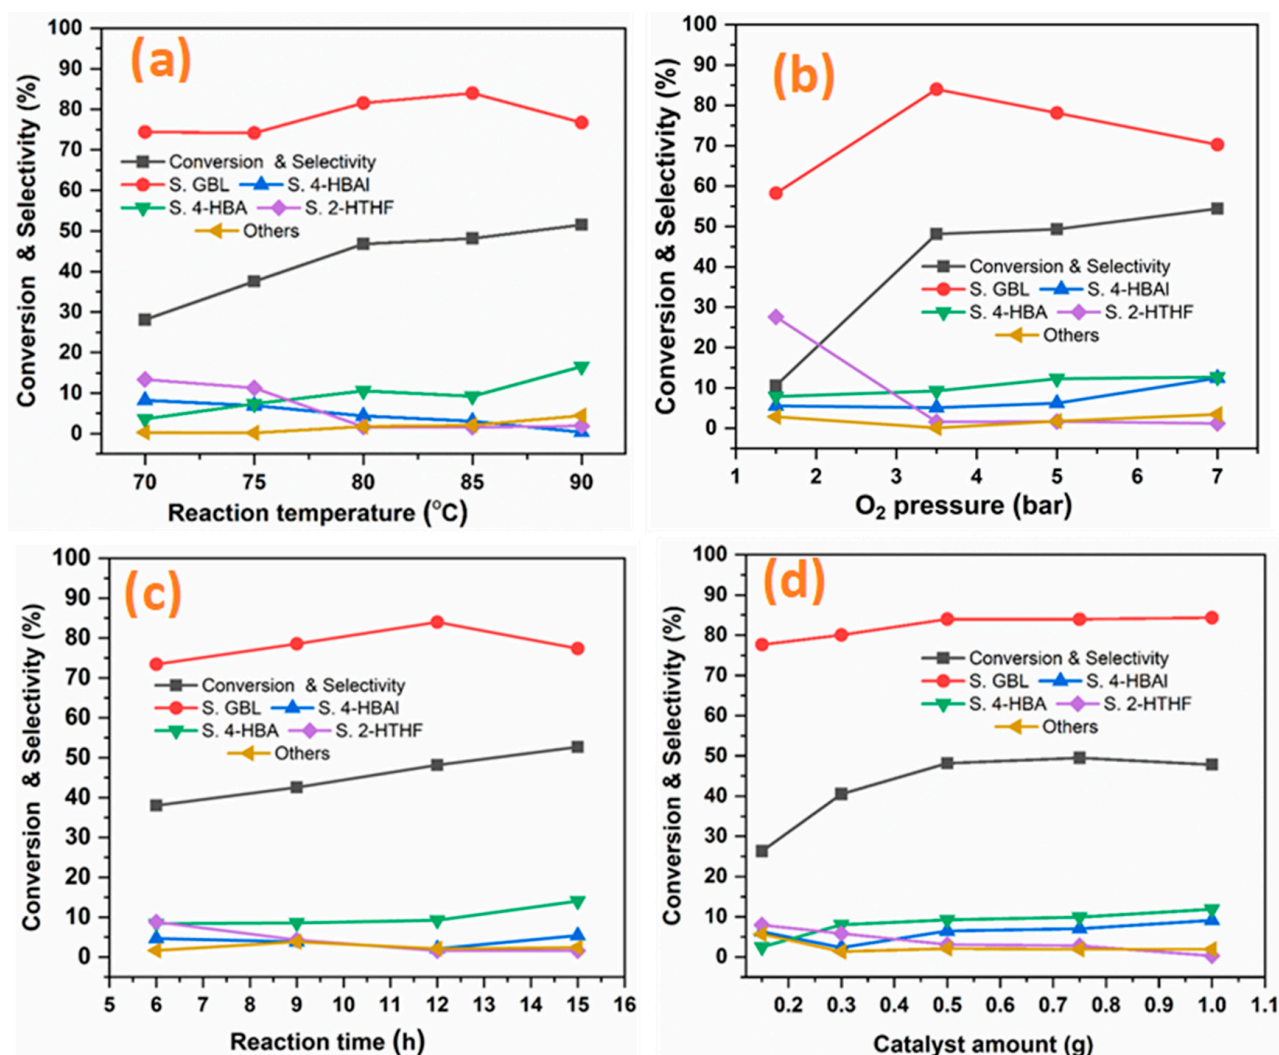 (a)
Conversion & Selectivity (%)
100
90
80
70
60
50
40
30
20
10
0
Conversion & Selectivity
S. GBL S. 4-HBAl
S. 4-HBA S. 2-HTHF
Others
70 75 80 85 90
Reaction temperature (°C)
(b)
Conversion & Selectivity (%)
100
90
80
70
60
50
40
30
20
10
0
Conversion & Selectivity
S. GBL S. 4-HBAl
S. 4-HBA S. 2-HTHF
Others
1 2 3 4 5 6 7
O₂ pressure (bar)
(c)
Conversion & Selectivity (%)
100
90
80
70
60
50
40
30
20
10
0
Conversion & Selectivity
S. GBL S. 4-HBAl
S. 4-HBA S. 2-HTHF
Others
5 6 7 8 9 10 11 12 13 14 15 16
Reaction time (h)
(d)
Conversion & Selectivity (%)
100
90
80
70
60
50
40
30
20
10
0
Conversion & Selectivity
S. GBL S. 4-HBAl
S. 4-HBA S. 2-HTHF
Others
0.2 0.3 0.4 0.5 0.6 0.7 0.8 0.9 1.0 1.1
Catalyst amount (g)